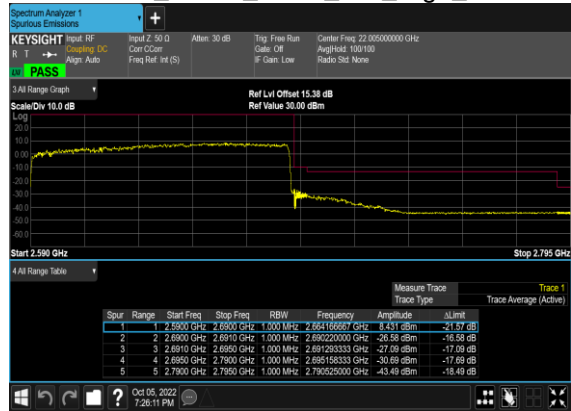 Spectrum Analyzer 1
Spurious Emissions
+
KEYSIGHT Input: RF
R T Coupling: DC
Align: Auto
Input Z: 50 Ω
Corr CCorr
Freq Ref: Int (S)
Atten: 30 dB
Trig: Free Run
Gate: Off
IF Gain: Low
Center Freq: 22.005000000 GHz
Avg|Hold: 100/100
Radio Std: None
PASS
3 All Range Graph
Ref Lvl Offset 15.38 dB
Scale/Div 10.0 dB Ref Value 30.00 dBm
Log
20.0
10.0
0.00
-10.0
-20.0
-30.0
-40.0
-50.0
-60.0
Start 2.590 GHz Stop 2.795 GHz
4 All Range Table
Measure Trace Trace 1
Trace Type Trace Average (Active)
Spur Range Start Freq Stop Freq RBW Frequency Amplitude ΔLimit
1 1 2.5900 GHz 2.6900 GHz 1.000 MHz 2.664166667 GHz 8.431 dBm -21.57 dB
2 2 2.6900 GHz 2.6910 GHz 1.000 MHz 2.690220000 GHz -26.58 dBm -16.58 dB
3 3 2.6910 GHz 2.6950 GHz 1.000 MHz 2.691293333 GHz -27.09 dBm -17.09 dB
4 4 2.6950 GHz 2.7900 GHz 1.000 MHz 2.695158333 GHz -30.69 dBm -17.69 dB
5 5 2.7900 GHz 2.7950 GHz 1.000 MHz 2.790525000 GHz -43.49 dBm -18.49 dB
? Oct 05, 2022
7:26:11 PM